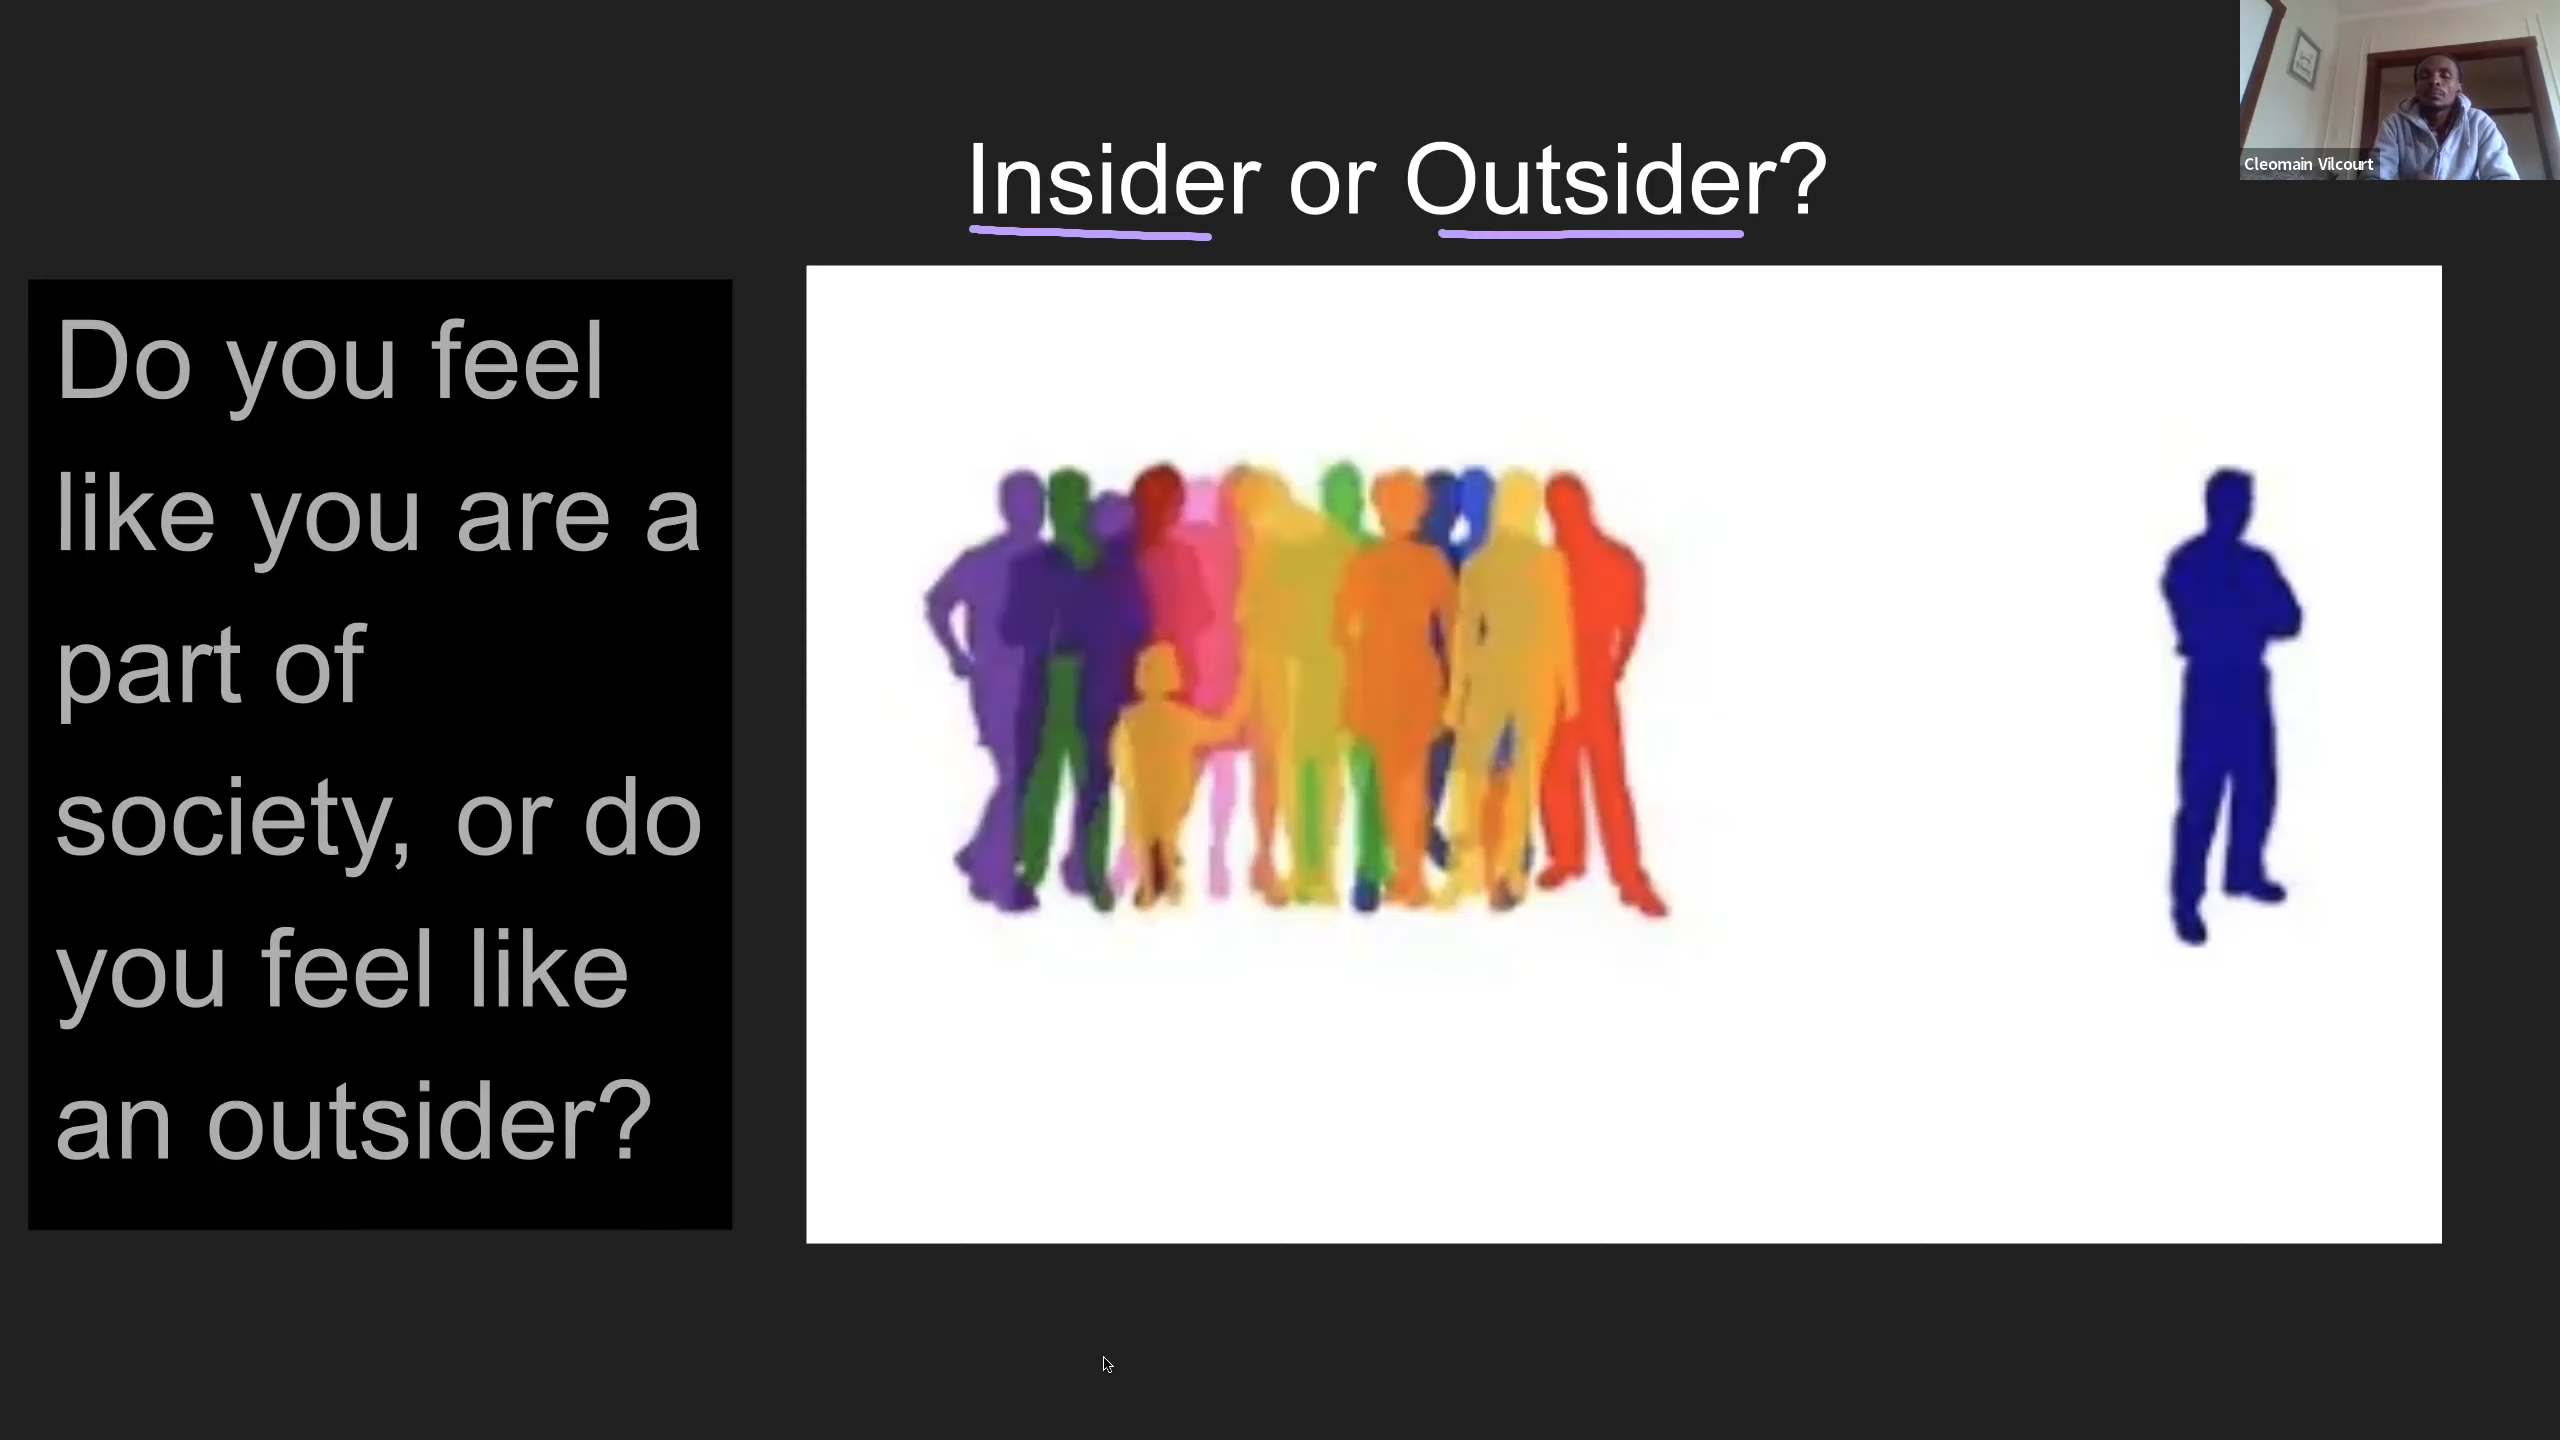 Insider or Outsider?
Cleomain Vilcourt
Do you feel
like you are a
part of
society, or do
you feel like
an outsider?